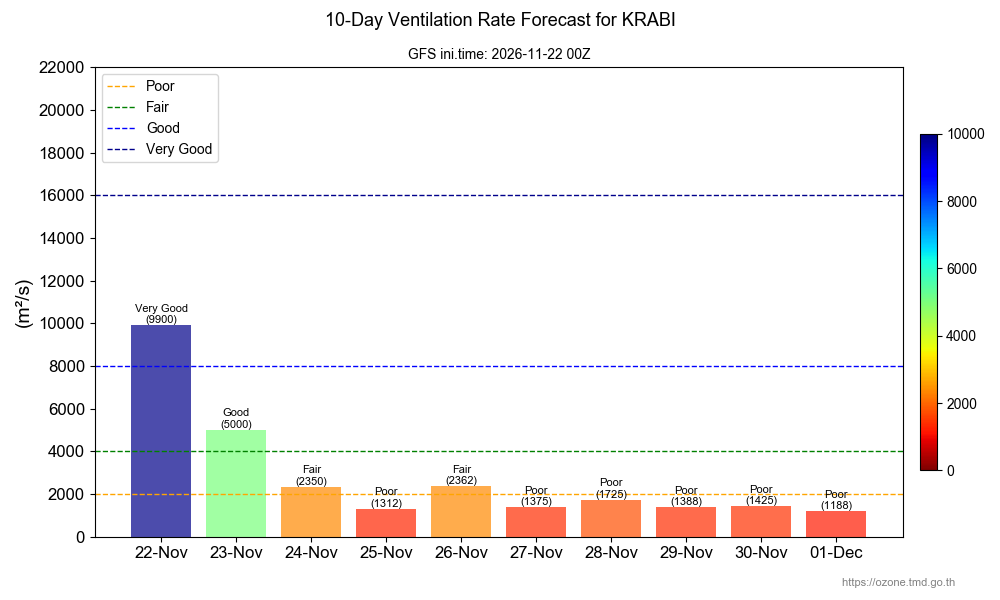 10-Day Ventilation Rate Forecast for KRABI
GFS ini.time: 2026-11-22 00Z
22000
20000
18000
16000
14000
12000
10000
8000
6000
4000
2000
0
(m²/s)
Poor
Fair
Good
Very Good
Very Good
(9900)
Good
(5000)
Fair
(2350)
Poor
(1312)
Fair
(2362)
Poor
(1375)
Poor
(1725)
Poor
(1388)
Poor
(1425)
Poor
(1188)
22-Nov 23-Nov 24-Nov 25-Nov 26-Nov 27-Nov 28-Nov 29-Nov 30-Nov 01-Dec
10000
8000
6000
4000
2000
0
https://ozone.tmd.go.th